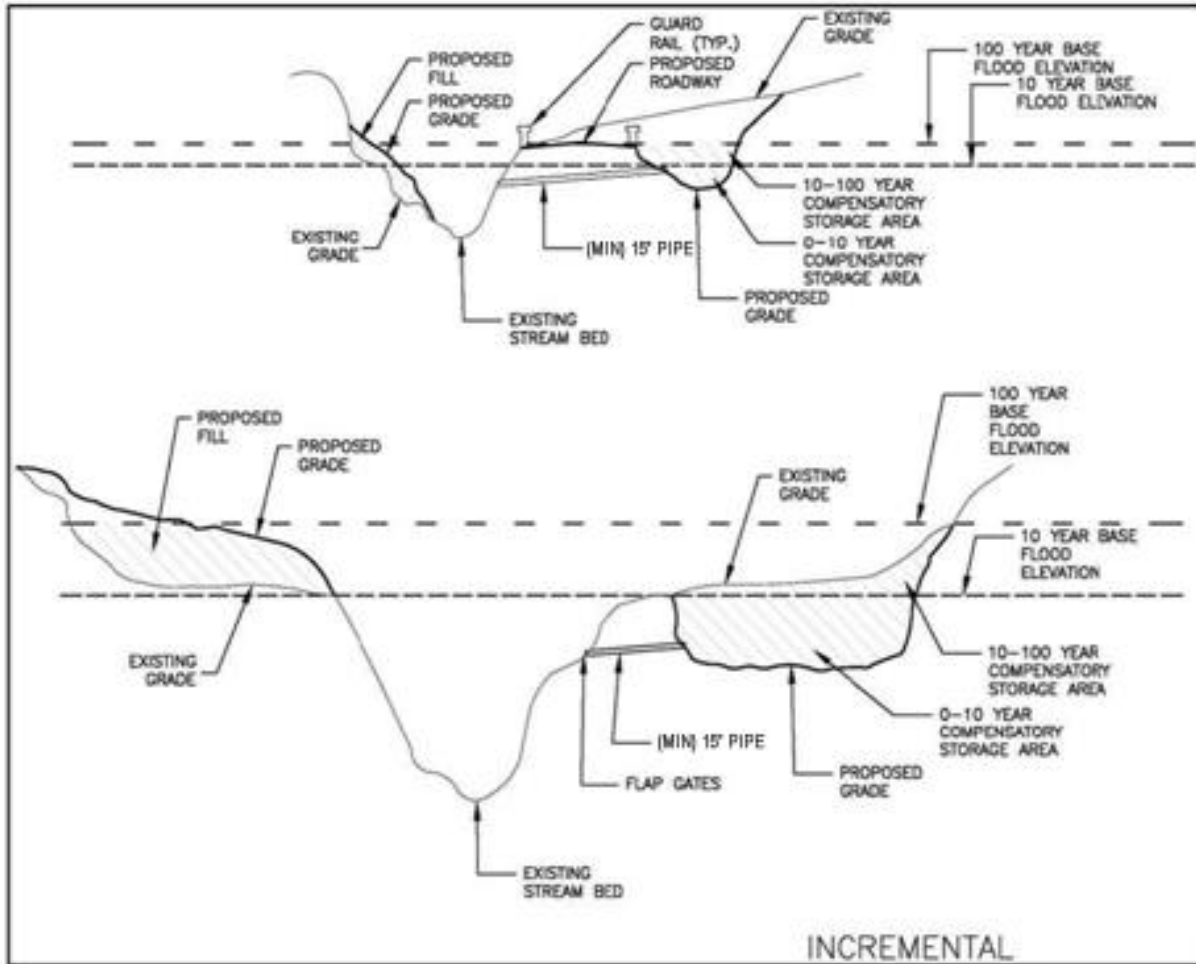 GUARD
RAIL (TYP.)
PROPOSED
ROADWAY
EXISTING
GRADE
PROPOSED
FILL
PROPOSED
GRADE
100 YEAR BASE
FLOOD ELEVATION
10 YEAR BASE
FLOOD ELEVATION
10-100 YEAR
COMPENSATORY
STORAGE AREA
0-10 YEAR
COMPENSATORY
STORAGE AREA
EXISTING
GRADE
(MIN) 15" PIPE
PROPOSED
GRADE
EXISTING
STREAM BED
PROPOSED
FILL
PROPOSED
GRADE
100 YEAR
BASE
FLOOD
ELEVATION
EXISTING
GRADE
10 YEAR BASE
FLOOD
ELEVATION
EXISTING
GRADE
10-100 YEAR
COMPENSATORY
STORAGE AREA
0-10 YEAR
COMPENSATORY
STORAGE AREA
(MIN) 15" PIPE
FLAP GATES
PROPOSED
GRADE
EXISTING
STREAM BED
INCREMENTAL